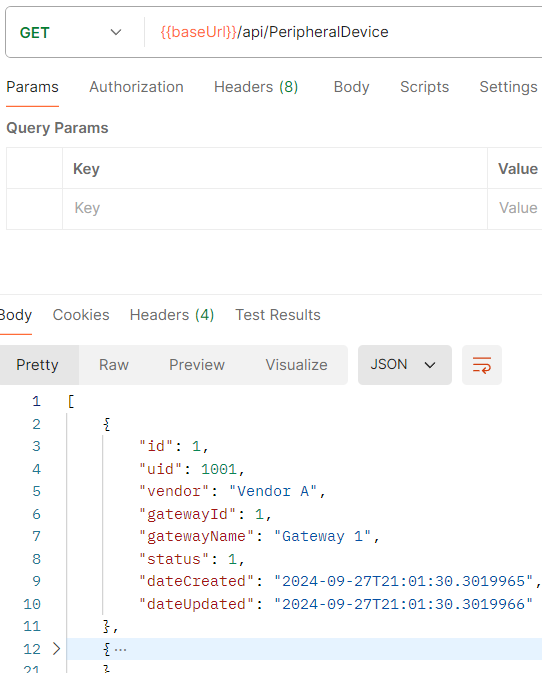 GET {{baseUrl}}/api/PeripheralDevice
Params Authorization Headers (8) Body Scripts Settings
Query Params
Key Value
Key Value
Body Cookies Headers (4) Test Results
Pretty Raw Preview Visualize JSON
1 [
2 {
3 "id": 1,
4 "uid": 1001,
5 "vendor": "Vendor A",
6 "gatewayId": 1,
7 "gatewayName": "Gateway 1",
8 "status": 1,
9 "dateCreated": "2024-09-27T21:01:30.3019965",
10 "dateUpdated": "2024-09-27T21:01:30.3019966"
11 },
12 { ...
21 }